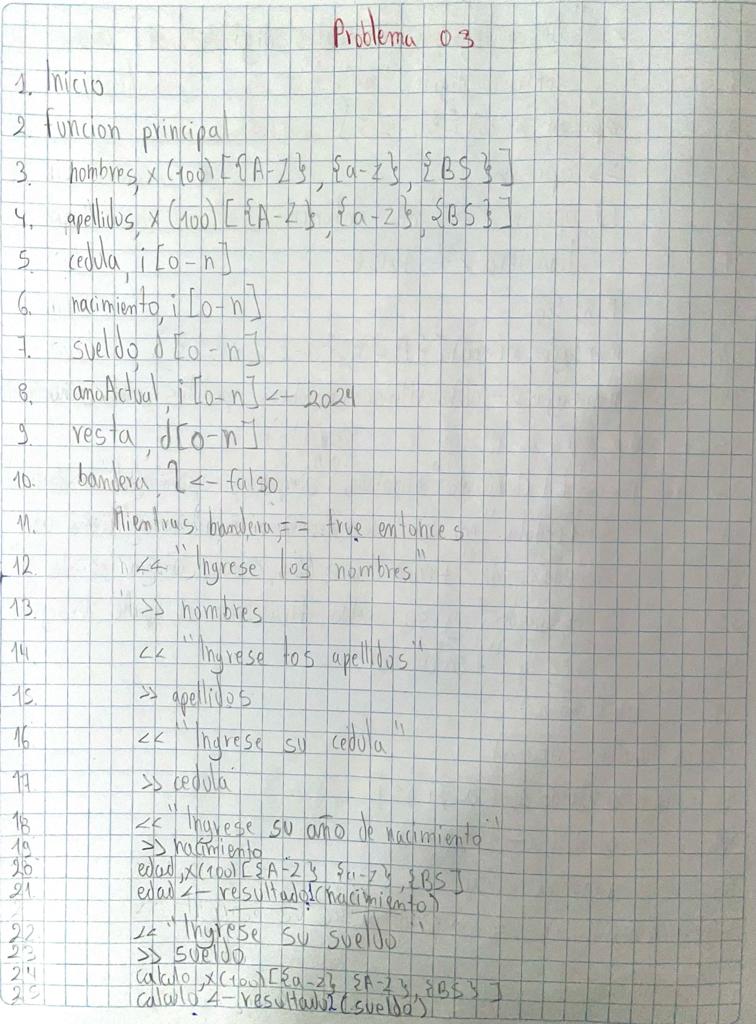 Problema 03
1. Inicio
2. funcion principal
3. nombres, x (100) [{A-Z}, {a-z}, {BS}]
4. apellidos, x (100) [{A-Z}, {a-z}, {BS}]
5. cedula, i [0-n]
6. nacimiento, i [0-n]
7. sueldo, d [0-n]
8. añoActual, i [0-n] <- 2024
9. resta, d [0-n]
10. bandera, l <- falso
11. Mientras bandera == true entonces
12. << "Ingrese los nombres"
13. >> nombres
14. << "Ingrese los apellidos"
15. >> apellidos
16 << "Ingrese su cedula"
17 >> cedula
18 << "Ingrese su año de nacimiento"
19 >> nacimiento
20 edad, x (100) [{A-Z} {a-z}, {BS]
21. edad <- resultado1(nacimiento)
22 << "Ingrese su sueldo"
23 >> sueldo
24 calculo, x (100) [{a-z}, {A-Z}, {BS}]
25 calculo <- resultado2(sueldo)